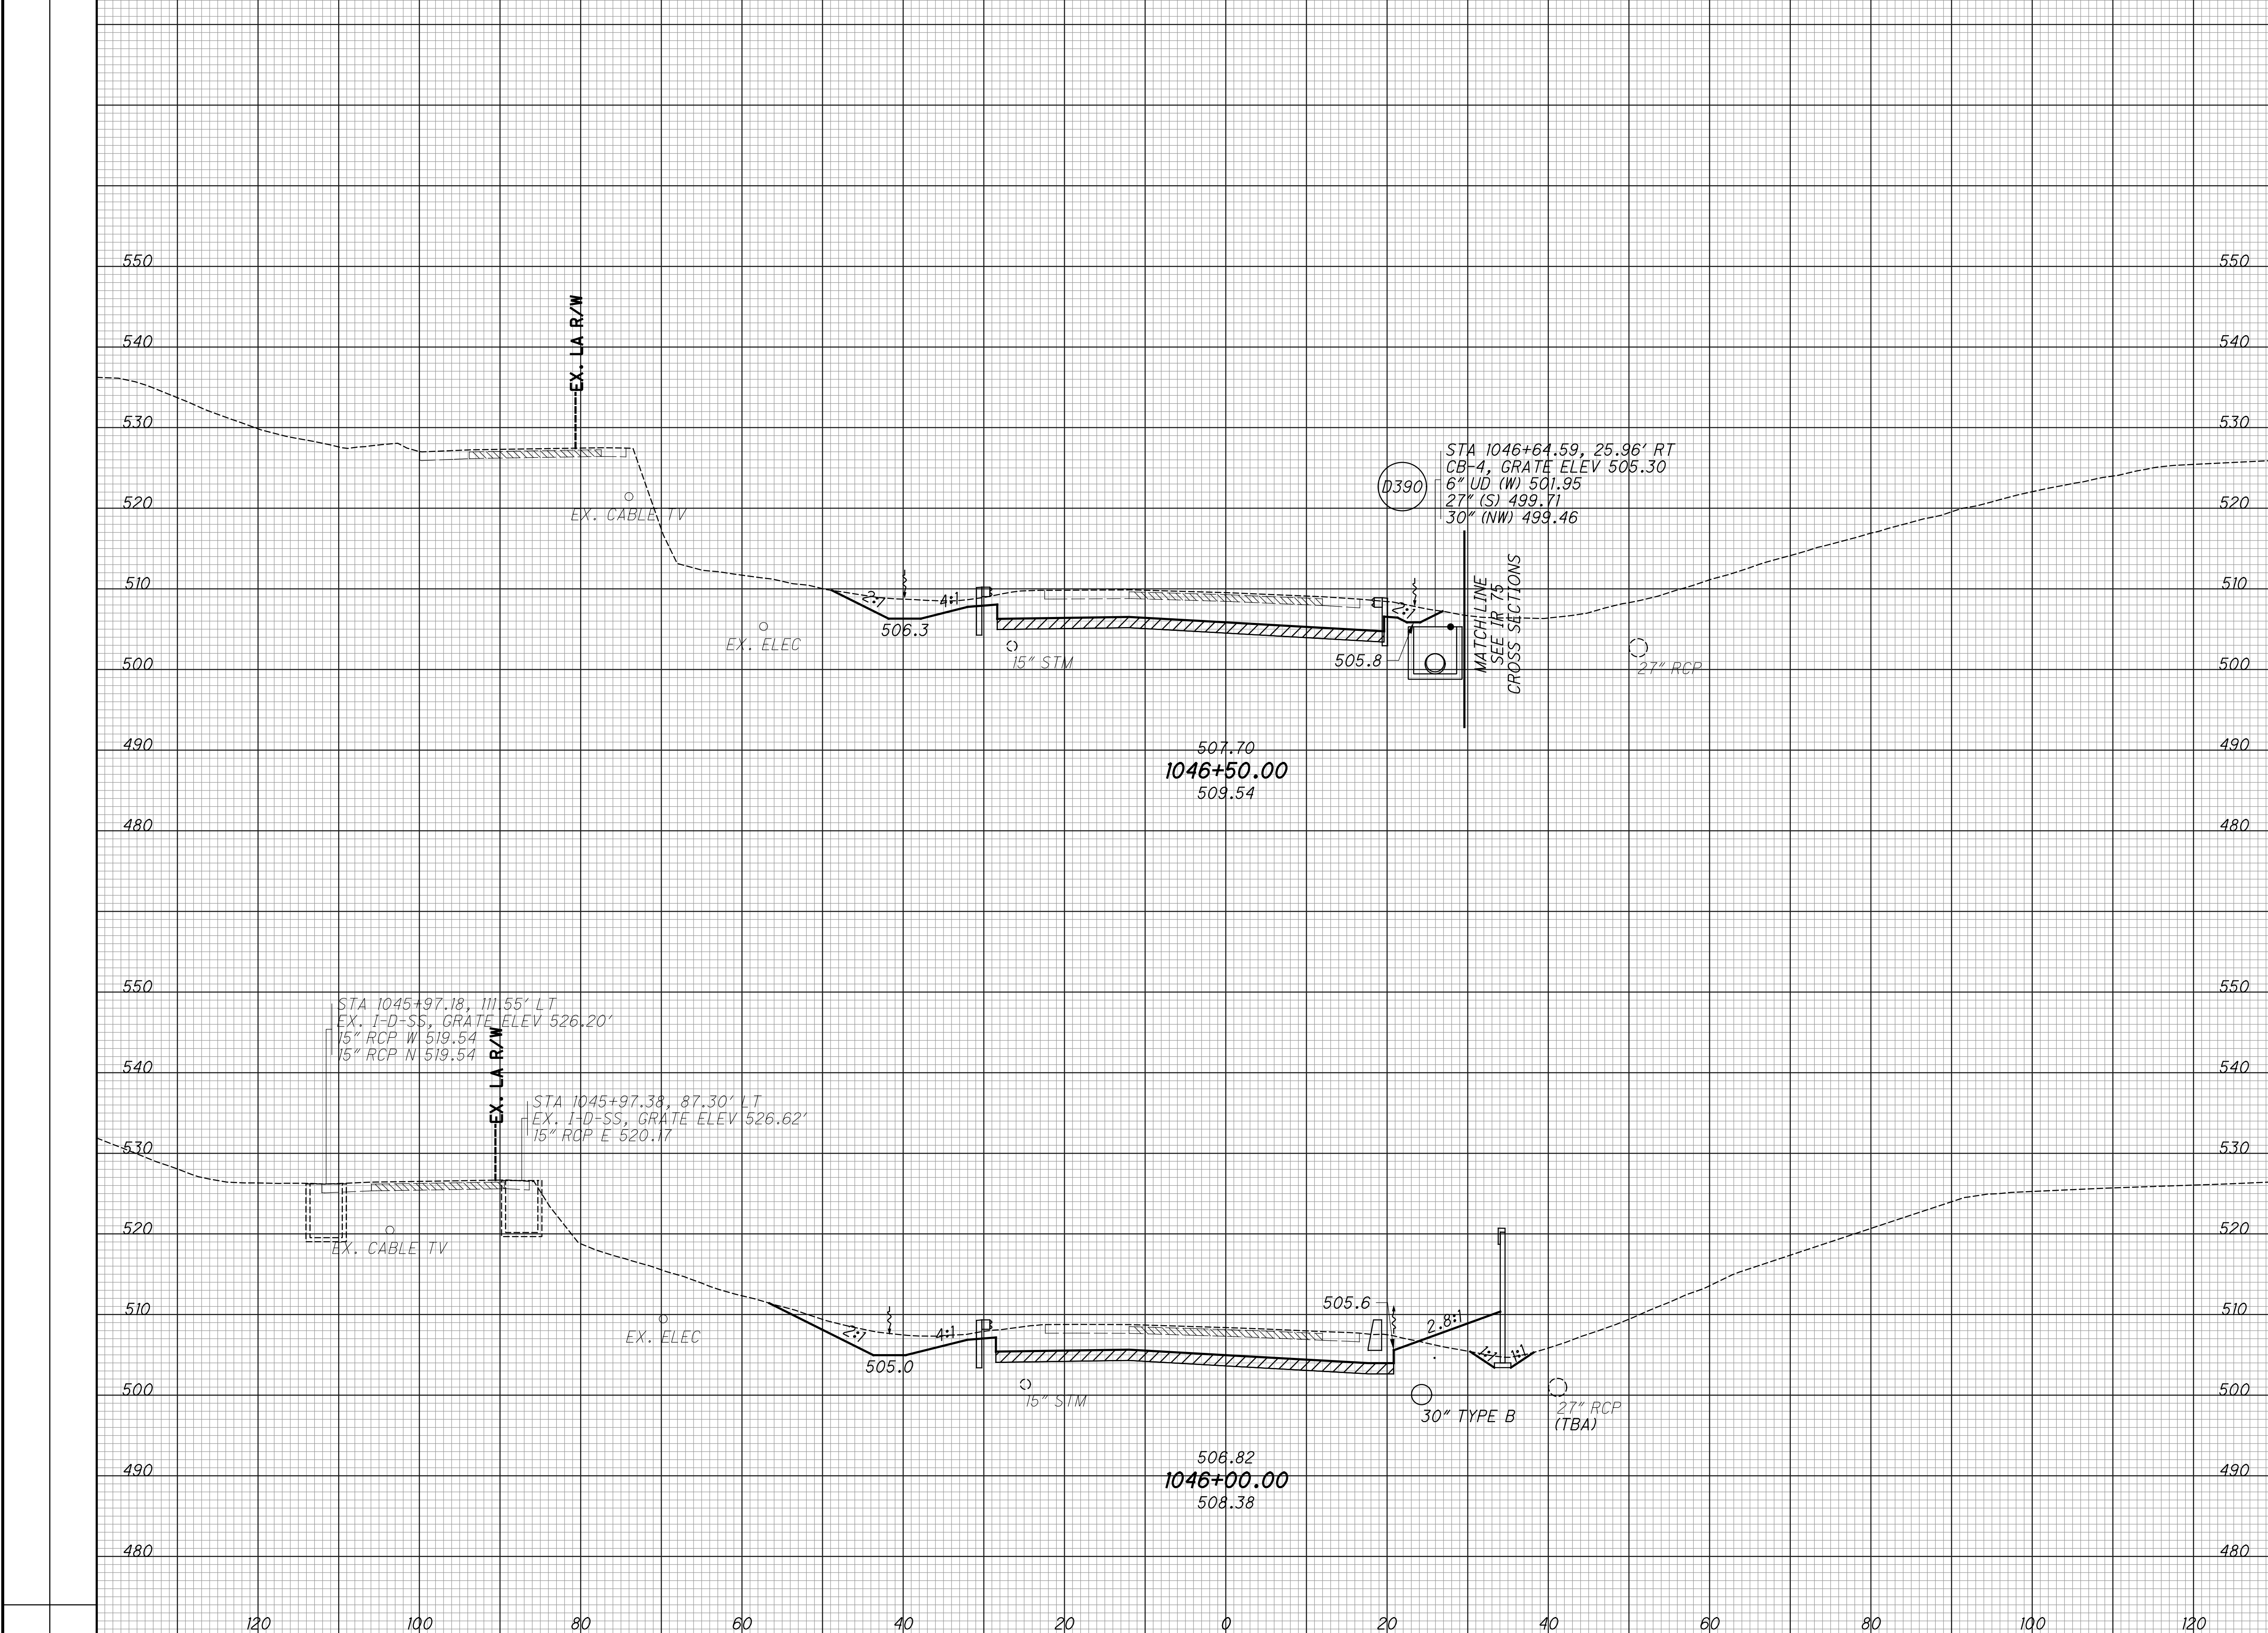 550 550
EX. LA R/W
540 540
530 530
STA 1046+64.59, 25.96' RT
CB-4, GRATE ELEV 505.30
D390
6" UD (W) 501.95
27" (S) 499.71
30" (NW) 499.46
520 520
EX. CABLE TV
MATCH LINE
SEE IR 75
CROSS SECTIONS
510 510
2:1 4:1 2:1
506.3
EX. ELEC
15" STM
505.8
27" RCP
500 500
490 490
507.70
1046+50.00
509.54
480 480
550 550
STA 1045+97.18, 111.55' LT
EX. I-D-SS, GRATE ELEV 526.20'
15" RCP W 519.54
15" RCP N 519.54
EX. LA R/W
540 540
STA 1045+97.38, 87.30' LT
EX. I-D-SS, GRATE ELEV 526.62'
15" RCP E 520.17
530 530
520 520
EX. CABLE TV
510 510
505.6
2.8:1
EX. ELEC
2:1 4:1 1:1 1:1
505.0
500 500
15" STM
30" TYPE B
27" RCP
(TBA)
490 490
506.82
1046+00.00
508.38
480 480
120 100 80 60 40 20 0 20 40 60 80 100 120